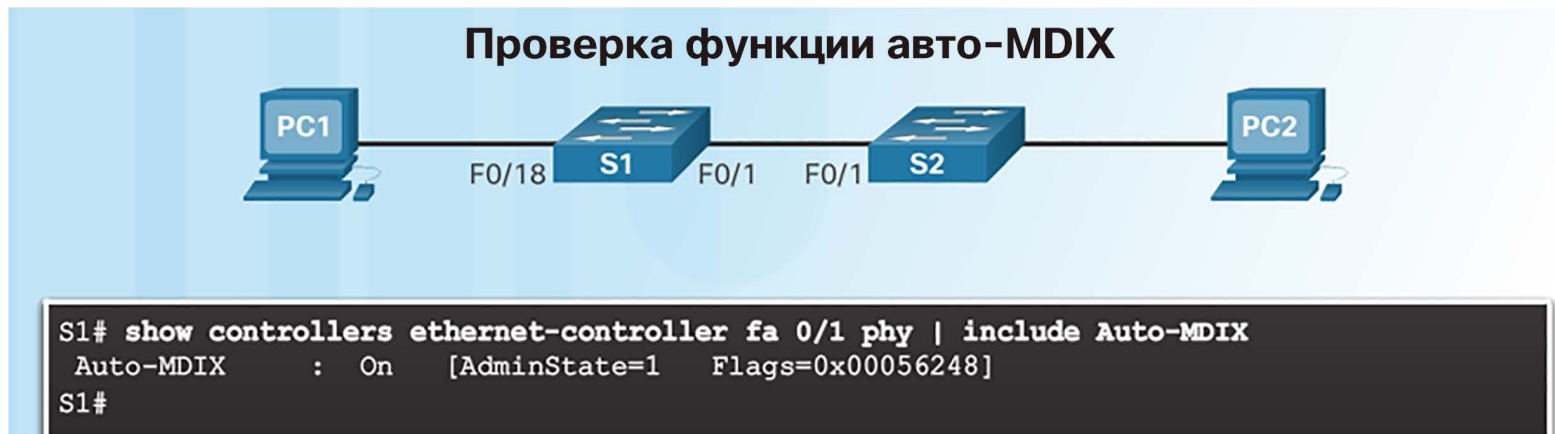 Проверка функции авто-MDIX
PC1
PC2
S1
S2
F0/18
F0/1
F0/1
S1# show controllers ethernet-controller fa 0/1 phy | include Auto-MDIX
Auto-MDIX : On [AdminState=1 Flags=0x00056248]
S1#